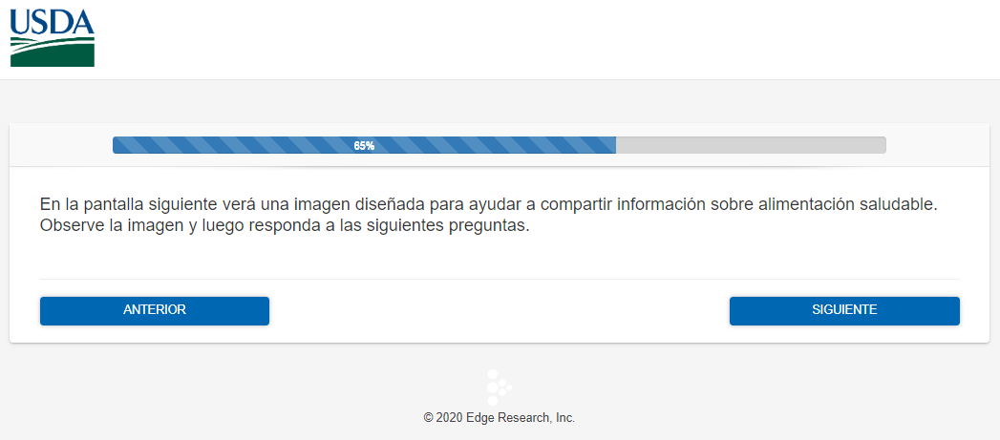 USDA
65%
En la pantalla siguiente verá una imagen diseñada para ayudar a compartir información sobre alimentación saludable.
Observe la imagen y luego responda a las siguientes preguntas.
ANTERIOR
SIGUIENTE
© 2020 Edge Research, Inc.